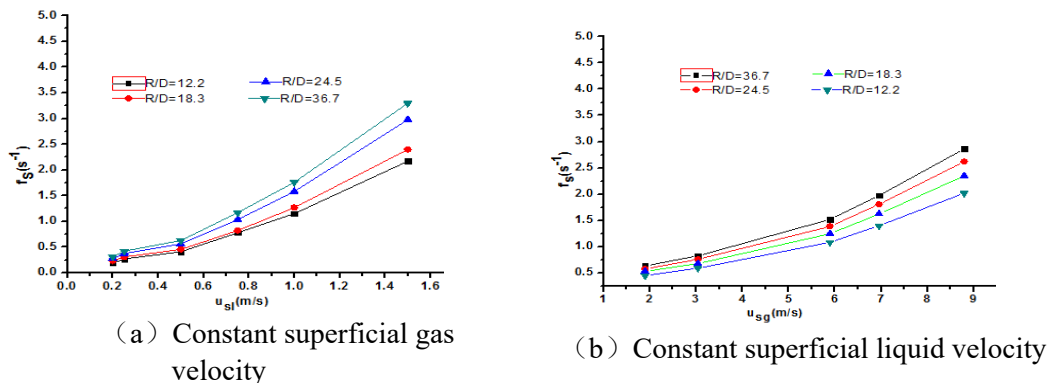 5.0
4.5
4.0
3.5
3.0
2.5
2.0
1.5
1.0
0.5
0.0
fS(s-1)
R/D=12.2
R/D=24.5
R/D=18.3
R/D=36.7
0.0 0.2 0.4 0.6 0.8 1.0 1.2 1.4 1.6
usl(m/s)
(a) Constant superficial gas
velocity
5.0
4.5
4.0
3.5
3.0
2.5
2.0
1.5
1.0
0.5
fS(s-1)
R/D=36.7
R/D=18.3
R/D=24.5
R/D=12.2
1 2 3 4 5 6 7 8 9
usg(m/s)
(b) Constant superficial liquid velocity